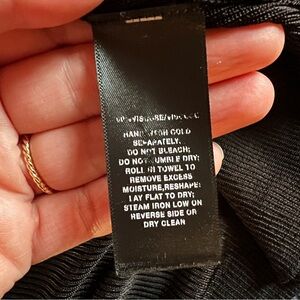 HAND WASH COLD
SEPARATELY.
DO NOT BLEACH;
DO NOT TUMBLE DRY;
ROLL IN TOWEL TO
REMOVE EXCESS
MOISTURE,RESHAPE:
LAY FLAT TO DRY;
STEAM IRON LOW ON
REVERSE SIDE OR
DRY CLEAN